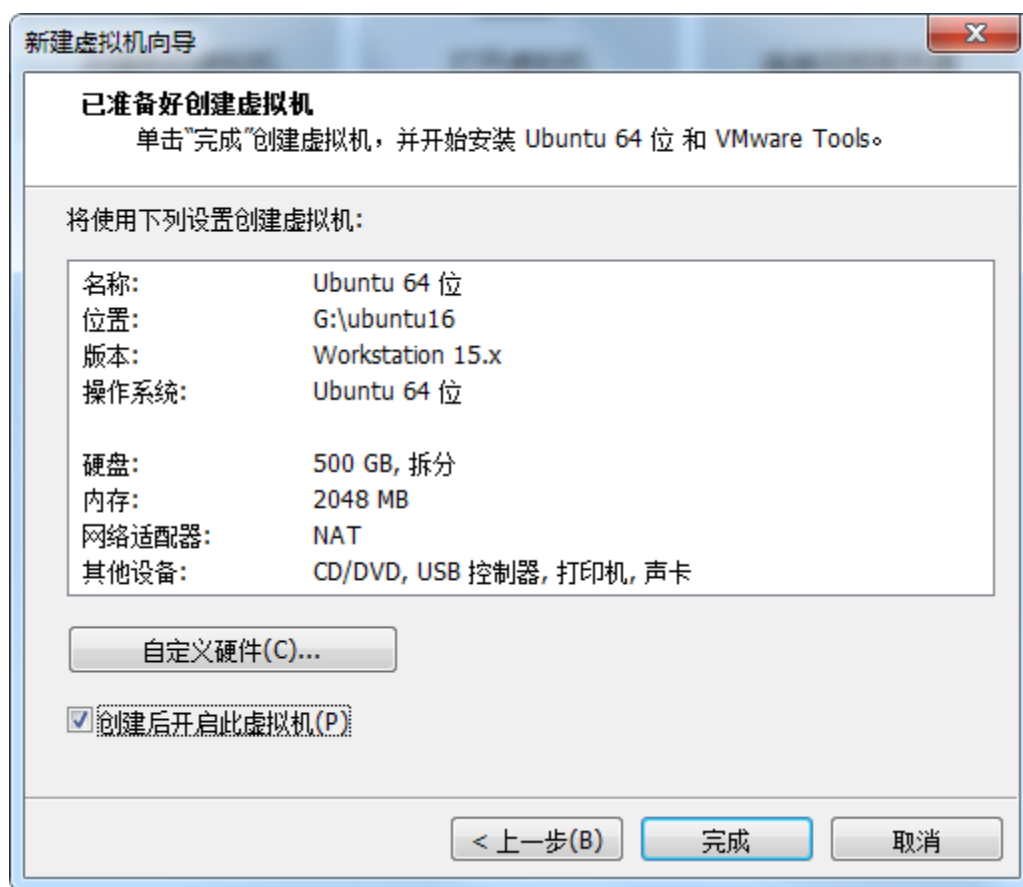 新建虚拟机向导
已准备好创建虚拟机
单击"完成"创建虚拟机，并开始安装 Ubuntu 64 位 和 VMware Tools。
将使用下列设置创建虚拟机:
名称: Ubuntu 64 位
位置: G:\ubuntu16
版本: Workstation 15.x
操作系统: Ubuntu 64 位
硬盘: 500 GB, 拆分
内存: 2048 MB
网络适配器: NAT
其他设备: CD/DVD, USB 控制器, 打印机, 声卡
自定义硬件(C)...
创建后开启此虚拟机(P)
< 上一步(B) 完成 取消